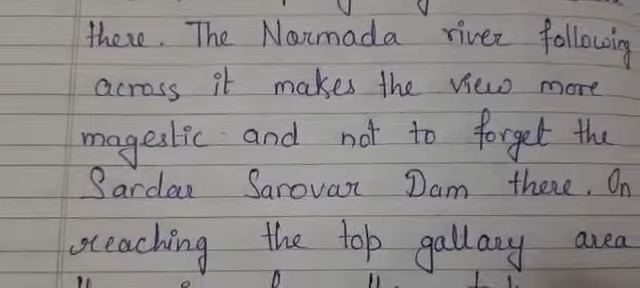 there. The Narmada river following
across it makes the view more
magestic and not to forget the
Sardar Sarovar Dam there. On
reaching the top gallary area